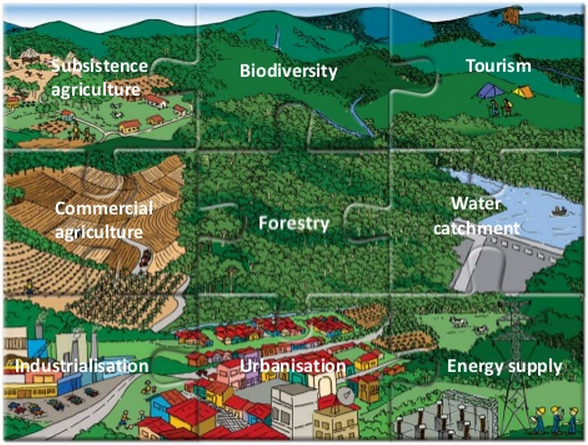 Subsistence
agriculture
Biodiversity
Tourism
Commercial
agriculture
Forestry
Water
catchment
Industrialisation
Urbanisation
Energy supply